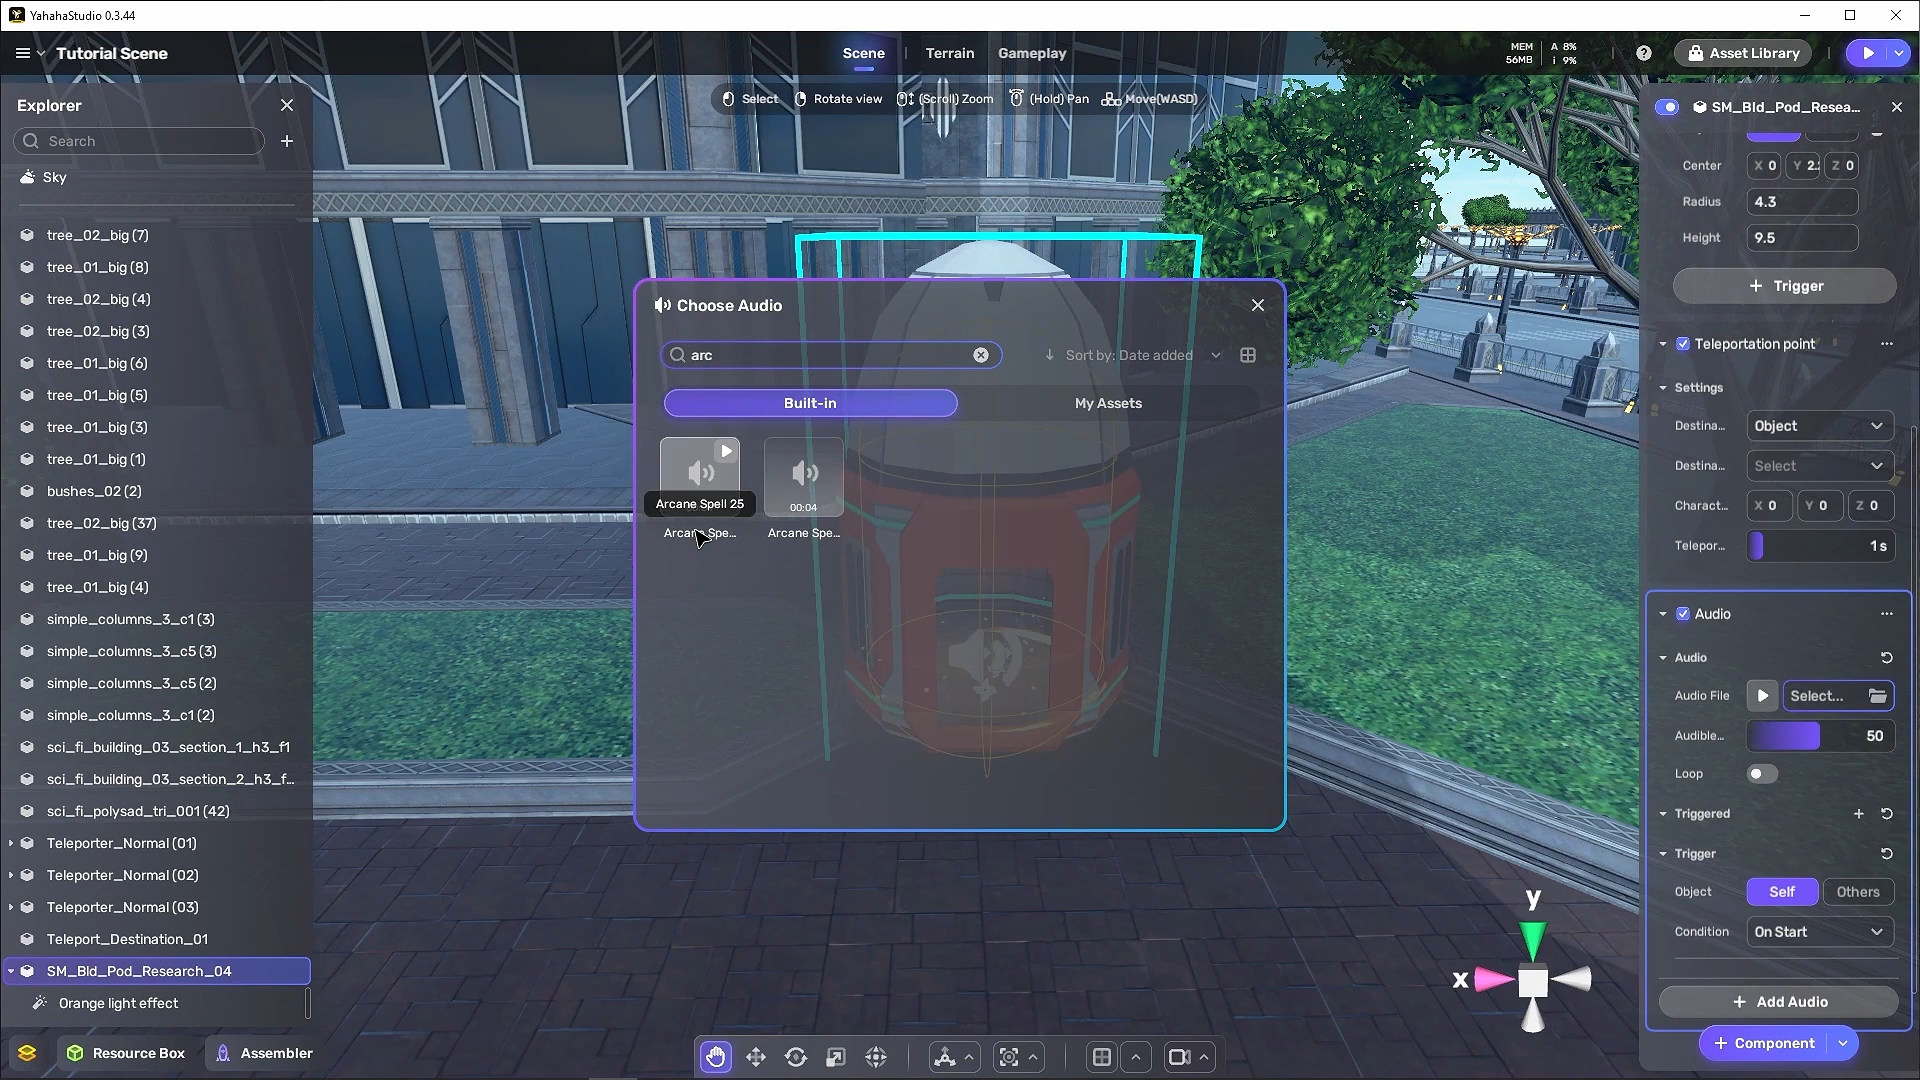 YahahaStudio 0.3.44
Tutorial Scene
Scene
Terrain
Gameplay
MEM
56MB
A 8%
i 9%
Asset Library
Select
Rotate view
(Scroll) Zoom
(Hold) Pan
Move(WASD)
Explorer
Search
Sky
tree_02_big (7)
tree_01_big (8)
tree_02_big (4)
tree_02_big (3)
tree_01_big (6)
tree_01_big (5)
tree_01_big (3)
tree_01_big (1)
bushes_02 (2)
tree_02_big (37)
tree_01_big (9)
tree_01_big (4)
simple_columns_3_c1 (3)
simple_columns_3_c5 (3)
simple_columns_3_c5 (2)
simple_columns_3_c1 (2)
sci_fi_building_03_section_1_h3_f1
sci_fi_building_03_section_2_h3_f...
sci_fi_polysad_tri_001 (42)
Teleporter_Normal (01)
Teleporter_Normal (02)
Teleporter_Normal (03)
Teleport_Destination_01
SM_Bld_Pod_Research_04
Orange light effect
Resource Box
Assembler
Choose Audio
arc
Sort by: Date added
Built-in
My Assets
Arcane Spell 25
00:04
Arcane Spe...
Arcane Spe...
y
x
SM_Bld_Pod_Resea...
Center X 0 Y 2. Z 0
Radius 4.3
Height 9.5
+ Trigger
Teleportation point ...
Settings
Destina... Object
Destina... Select
Charact... X 0 Y 0 Z 0
Telepor... 1 s
Audio ...
Audio
Audio File Select...
Audible... 50
Loop
Triggered +
Trigger
Object Self Others
Condition On Start
+ Add Audio
+ Component